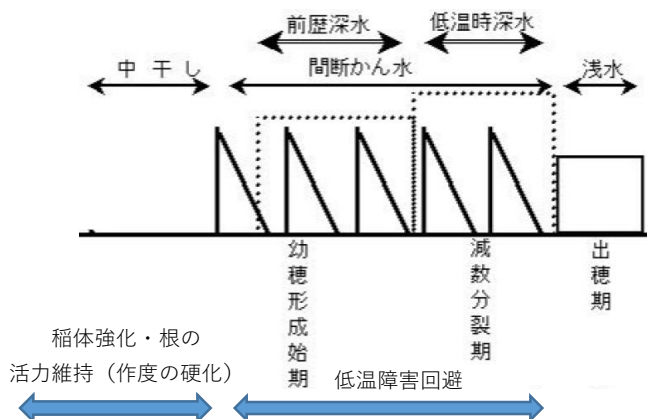 前歴深水
低温時深水
中干し
間断かん水
浅水
幼穂形成始期
減数分裂期
出穂期
稲体強化・根の
活力維持（作度の硬化）
低温障害回避